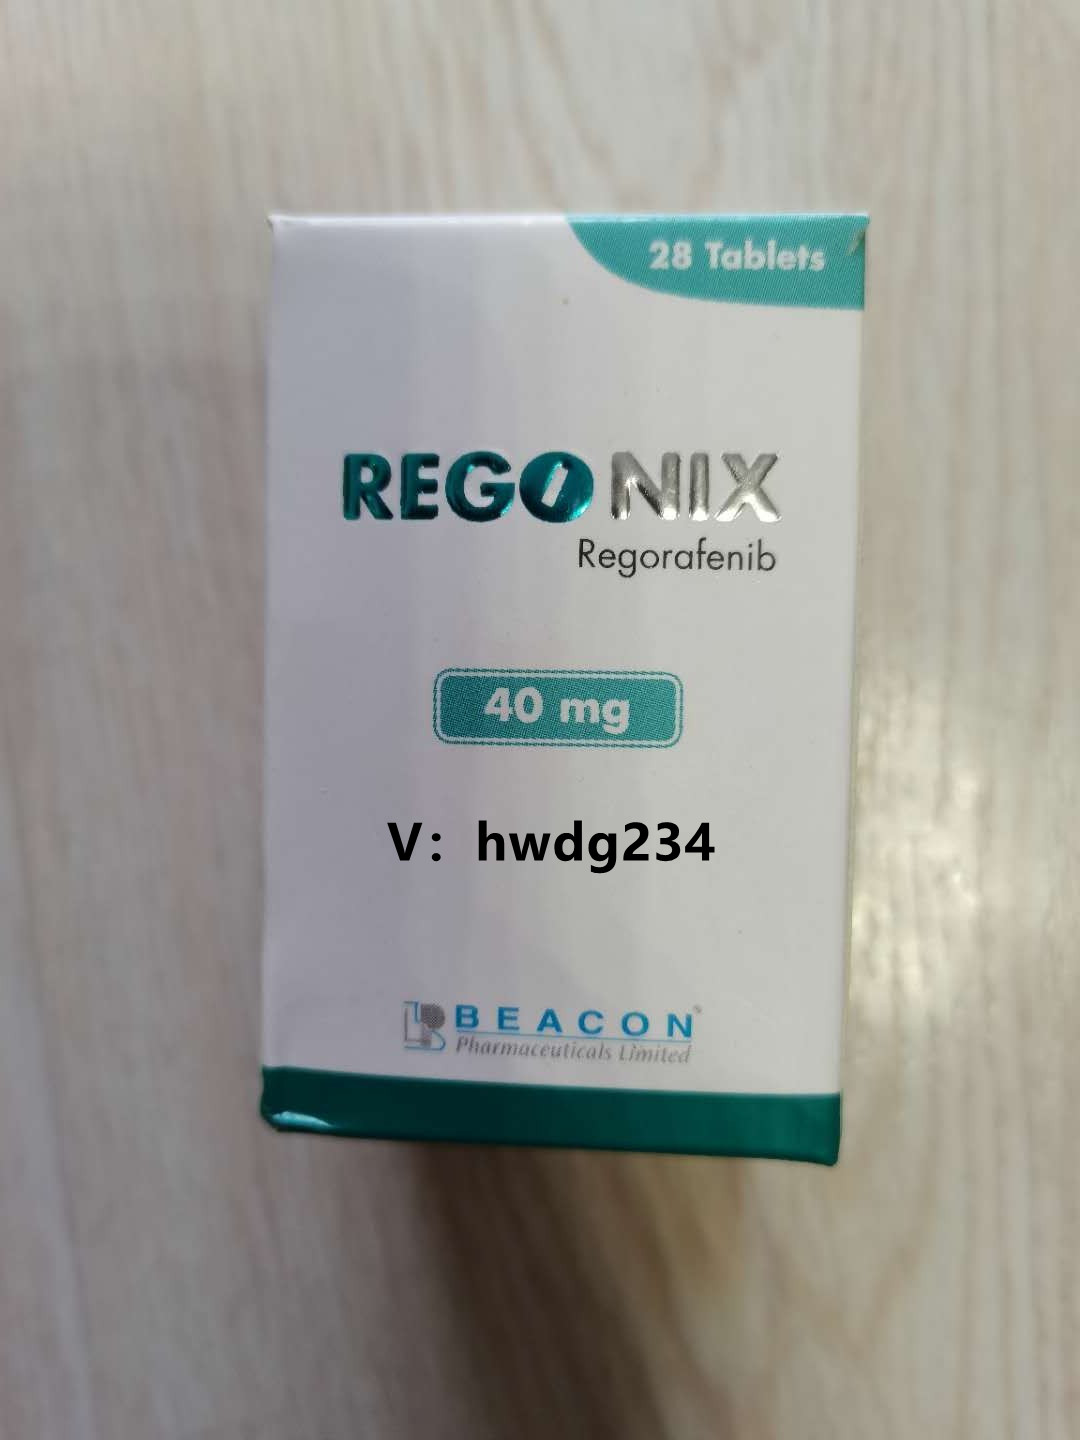 28 Tablets
REGONIX
Regorafenib
40 mg
V：hwdg234
BEACON
Pharmaceuticals Limited